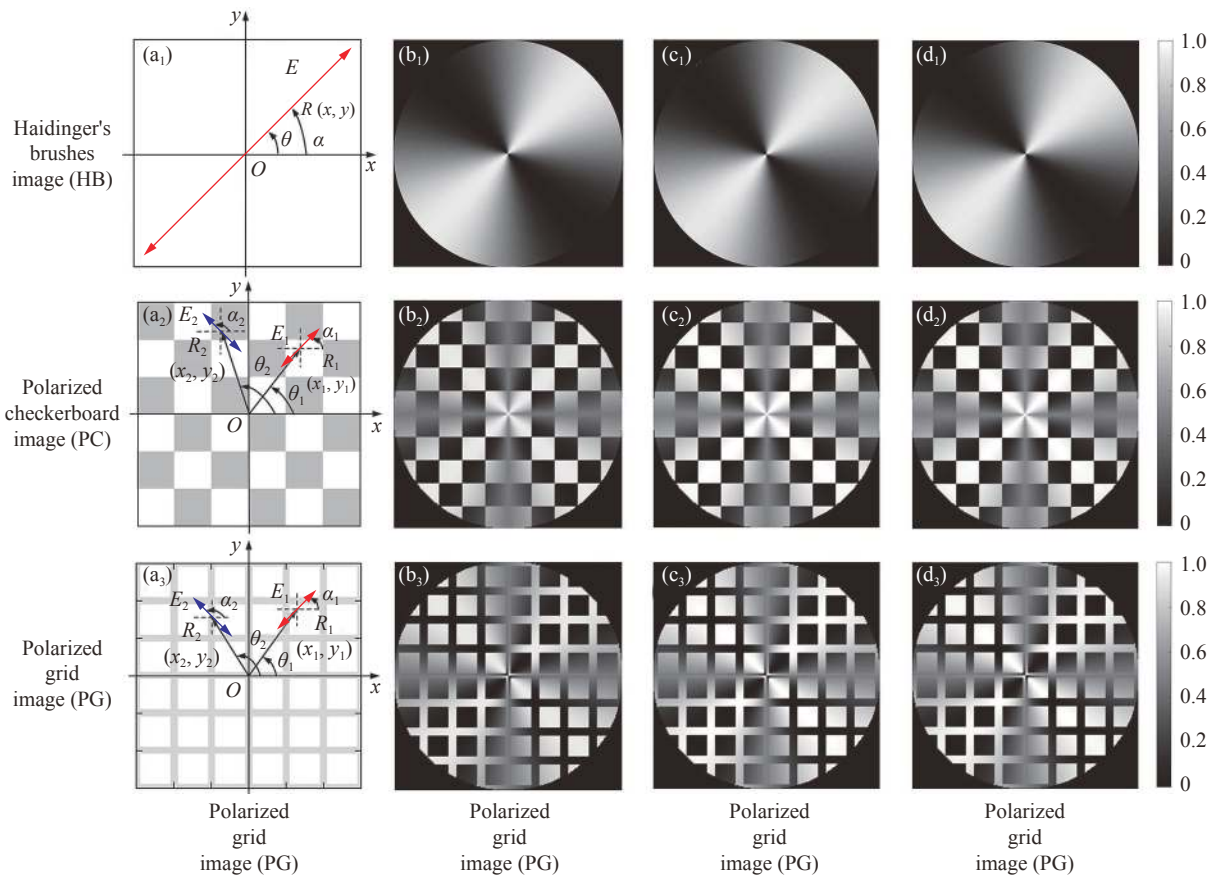 y
(a₁)
E
R (x, y)
θ
α
O
x
Haidinger's
brushes
image (HB)
(b₁)
(c₁)
(d₁)
1.0
0.8
0.6
0.4
0.2
0
y
(a₂)
E₂
α₂
E₁
α₁
R₂
R₁
(x₂, y₂)
θ₂
(x₁, y₁)
θ₁
O
x
Polarized
checkerboard
image (PC)
(b₂)
(c₂)
(d₂)
1.0
0.8
0.6
0.4
0.2
0
y
(a₃)
E₂
α₂
E₁
α₁
R₂
R₁
(x₂, y₂)
θ₂
(x₁, y₁)
θ₁
O
x
Polarized
grid
image (PG)
(b₃)
(c₃)
(d₃)
1.0
0.8
0.6
0.4
0.2
0
Polarized
grid
image (PG)
Polarized
grid
image (PG)
Polarized
grid
image (PG)
Polarized
grid
image (PG)